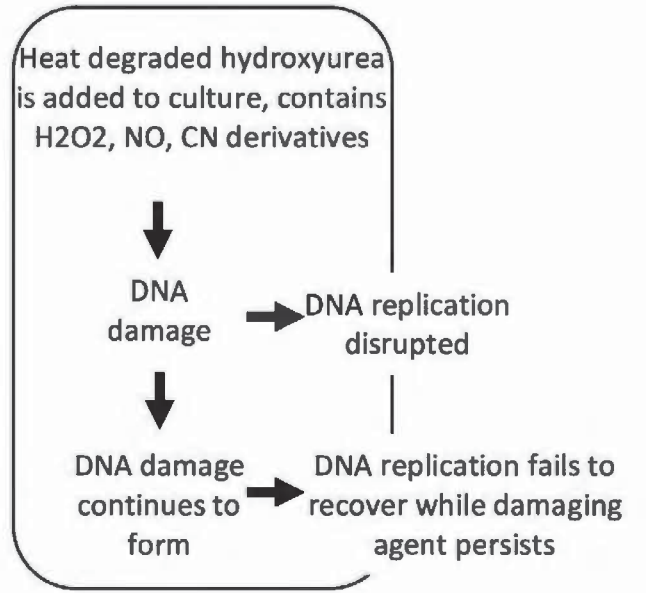 Heat degraded hydroxyurea
is added to culture, contains
H2O2, NO, CN derivatives
DNA
damage
DNA replication
disrupted
DNA damage
continues to
form
DNA replication fails to
recover while damaging
agent persists